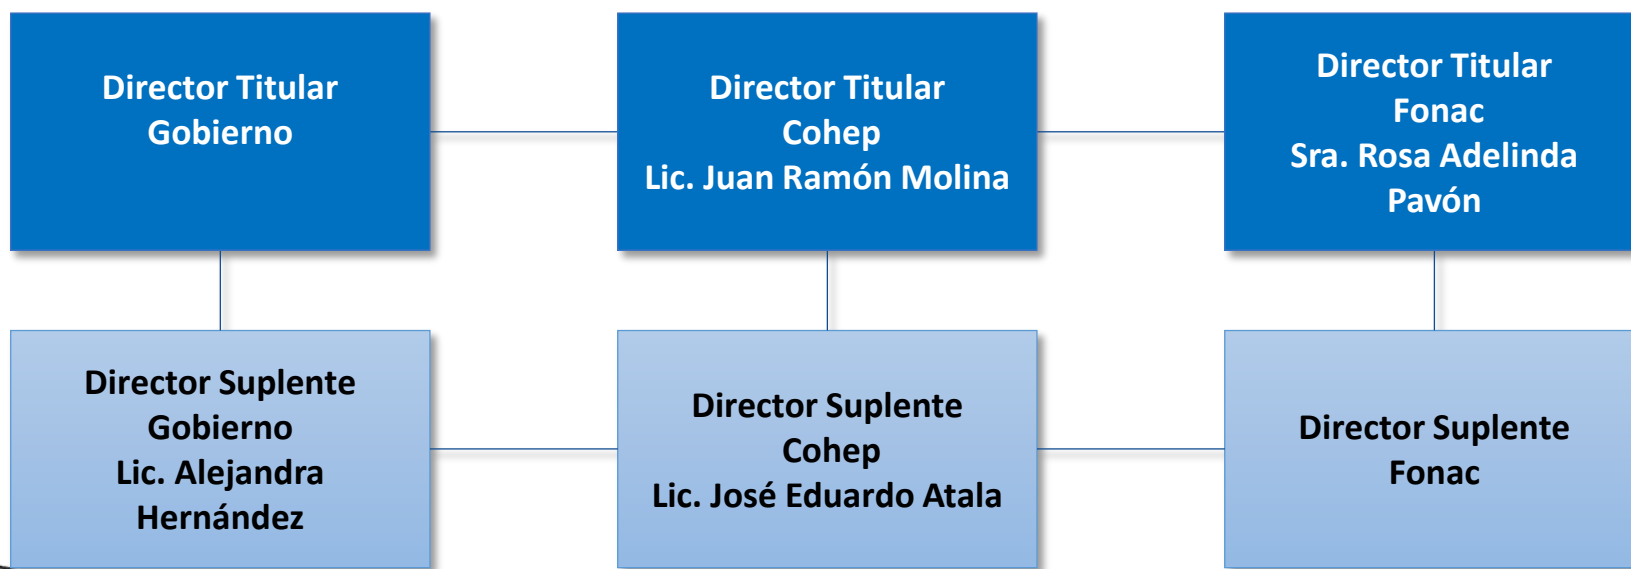 Director Titular
Gobierno
Director Titular
Cohep
Lic. Juan Ramón Molina
Director Titular
Fonac
Sra. Rosa Adelinda
Pavón
Director Suplente
Gobierno
Lic. Alejandra
Hernández
Director Suplente
Cohep
Lic. José Eduardo Atala
Director Suplente
Fonac